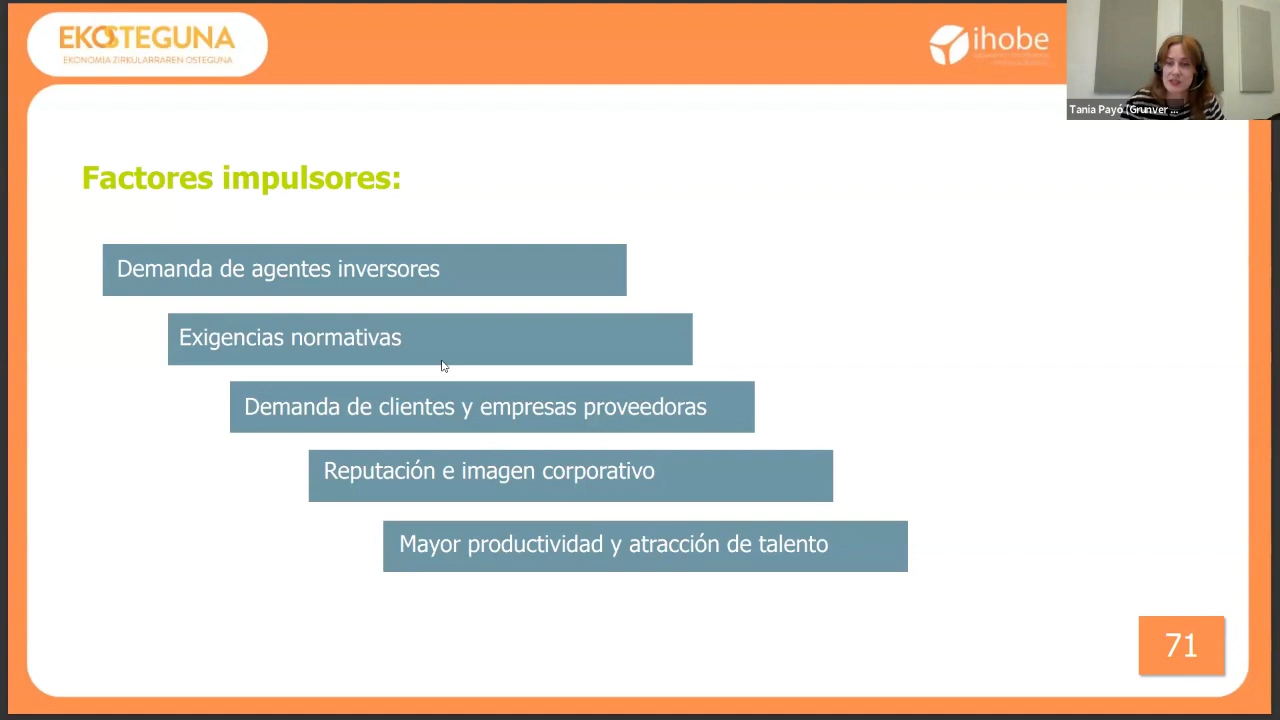 EKOSTEGUNA
EKONOMIA ZIRKULARRAREN OSTEGUNA
ihobe
Tania Payó (Grunver ...
Factores impulsores:
Demanda de agentes inversores
Exigencias normativas
Demanda de clientes y empresas proveedoras
Reputación e imagen corporativo
Mayor productividad y atracción de talento
71